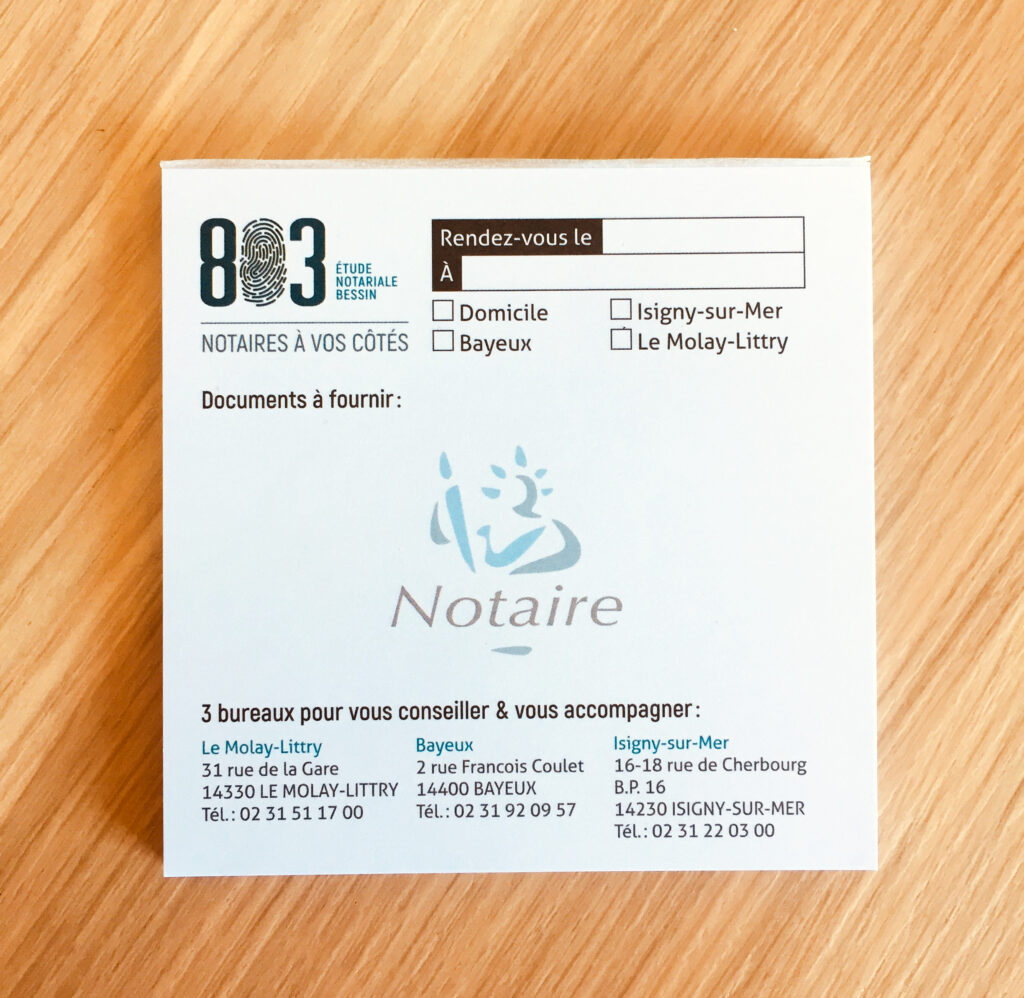 803
ÉTUDE
NOTARIALE
BESSIN
NOTAIRES À VOS CÔTÉS
Rendez-vous le
À
Domicile
Isigny-sur-Mer
Bayeux
Le Molay-Littry
Documents à fournir :
Notaire
3 bureaux pour vous conseiller & vous accompagner :
Le Molay-Littry
31 rue de la Gare
14330 LE MOLAY-LITTRY
Tél. : 02 31 51 17 00
Bayeux
2 rue Francois Coulet
14400 BAYEUX
Tél. : 02 31 92 09 57
Isigny-sur-Mer
16-18 rue de Cherbourg
B.P. 16
14230 ISIGNY-SUR-MER
Tél. : 02 31 22 03 00